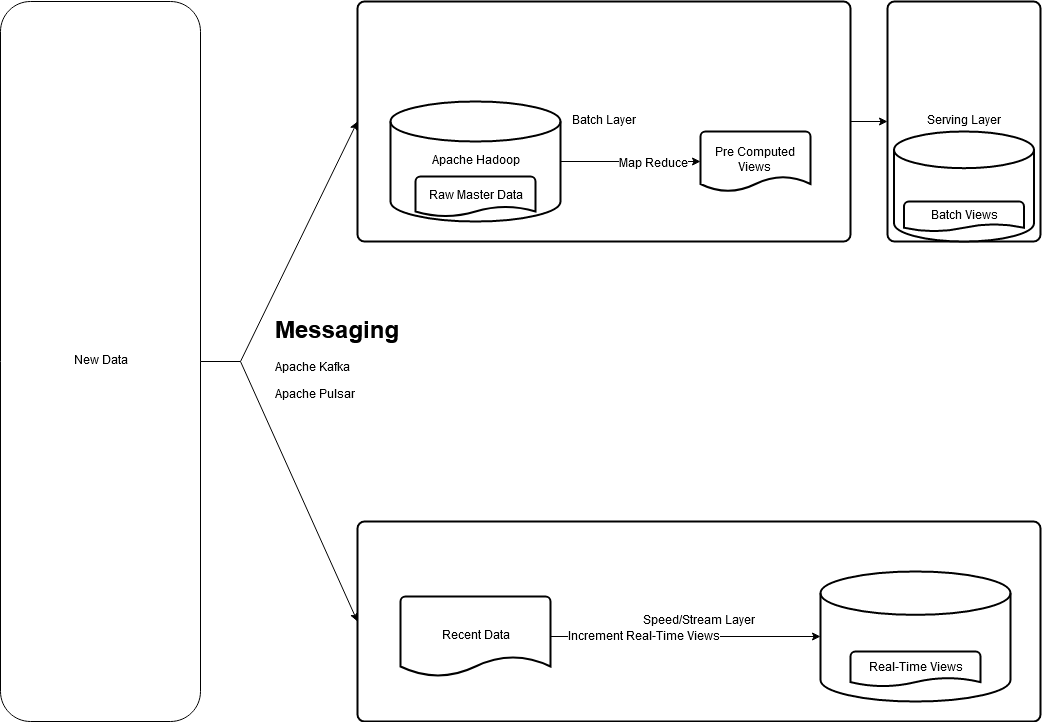 New Data
Messaging
Apache Kafka
Apache Pulsar
Batch Layer
Apache Hadoop
Raw Master Data
Map Reduce
Pre Computed
Views
Serving Layer
Batch Views
Speed/Stream Layer
Recent Data
Increment Real-Time Views
Real-Time Views